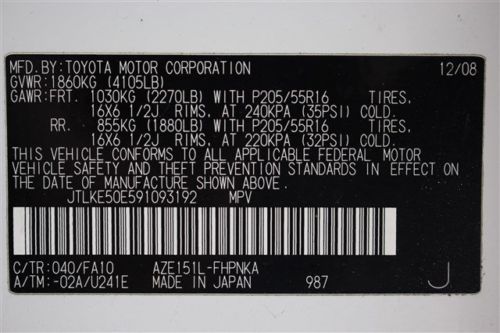 MFD.BY:TOYOTA MOTOR CORPORATION 12/08
GVWR:1860KG (4105LB)
GAWR:FRT. 1030KG (2270LB) WITH P205/55R16 TIRES,
16X6 1/2J RIMS, AT 240KPA (35PSI) COLD.
RR. 855KG (1880LB) WITH P205/55R16 TIRES,
16X6 1/2J RIMS, AT 220KPA (32PSI) COLD.
THIS VEHICLE CONFORMS TO ALL APPLICABLE FEDERAL MOTOR
VEHICLE SAFETY AND THEFT PREVENTION STANDARDS IN EFFECT ON
THE DATE OF MANUFACTURE SHOWN ABOVE.
JTLKE50E591093192 MPV
C/TR:040/FA10 AZE151L-FHPNKA
A/TM:-02A/U241E MADE IN JAPAN 987 J